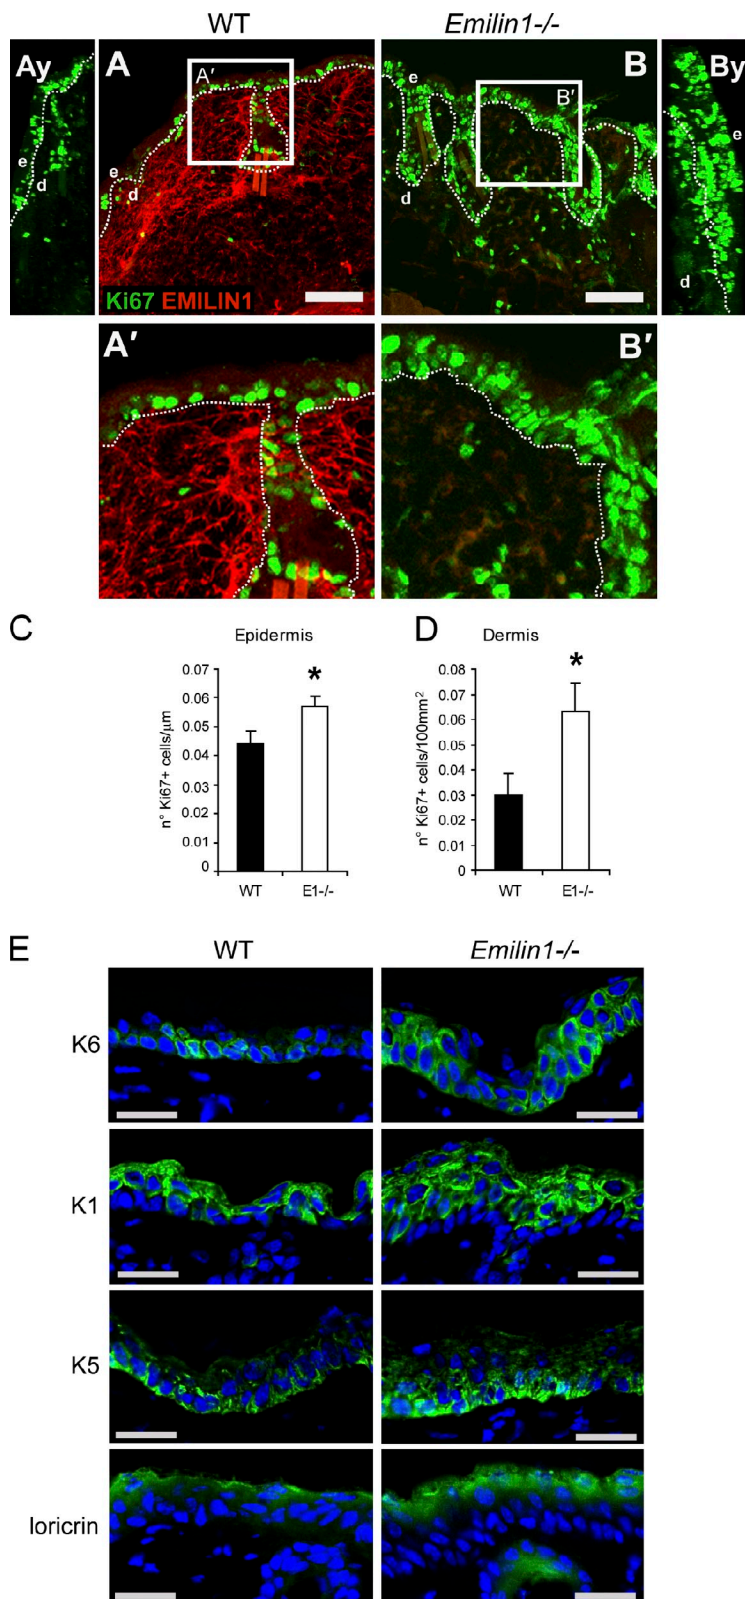 WT
Emilin1-/-
Ay
A
A′
e
d
e
d
Ki67 EMILIN1
B
B′
e
d
By
e
d
A′
B′
C
Epidermis
*
n° Ki67+ cells/µm
0.07
0.06
0.05
0.04
0.03
0.02
0.01
0
WT
E1-/-
D
Dermis
*
n° Ki67+ cells/100mm²
0.08
0.07
0.06
0.05
0.04
0.03
0.02
0.01
0
WT
E1-/-
E
WT
Emilin1-/-
K6
K1
K5
loricrin